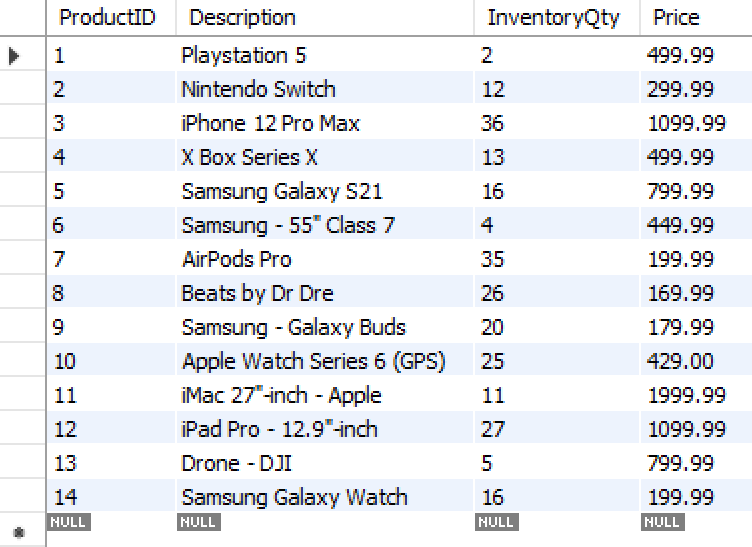 ProductID Description InventoryQty Price
1 Playstation 5 2 499.99
2 Nintendo Switch 12 299.99
3 iPhone 12 Pro Max 36 1099.99
4 X Box Series X 13 499.99
5 Samsung Galaxy S21 16 799.99
6 Samsung - 55" Class 7 4 449.99
7 AirPods Pro 35 199.99
8 Beats by Dr Dre 26 169.99
9 Samsung - Galaxy Buds 20 179.99
10 Apple Watch Series 6 (GPS) 25 429.00
11 iMac 27"-inch - Apple 11 1999.99
12 iPad Pro - 12.9"-inch 27 1099.99
13 Drone - DJI 5 799.99
14 Samsung Galaxy Watch 16 199.99
NULL NULL NULL NULL